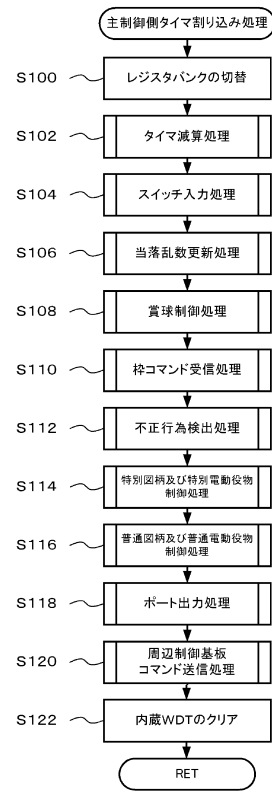 主制御側タイマ割り込み処理
S100
レジスタバンクの切替
S102
タイマ減算処理
S104
スイッチ入力処理
S106
当落乱数更新処理
S108
賞球制御処理
S110
枠コマンド受信処理
S112
不正行為検出処理
S114
特別図柄及び特別電動役物
制御処理
S116
普通図柄及び普通電動役物
制御処理
S118
ポート出力処理
S120
周辺制御基板
コマンド送信処理
S122
内蔵WDTのクリア
RET